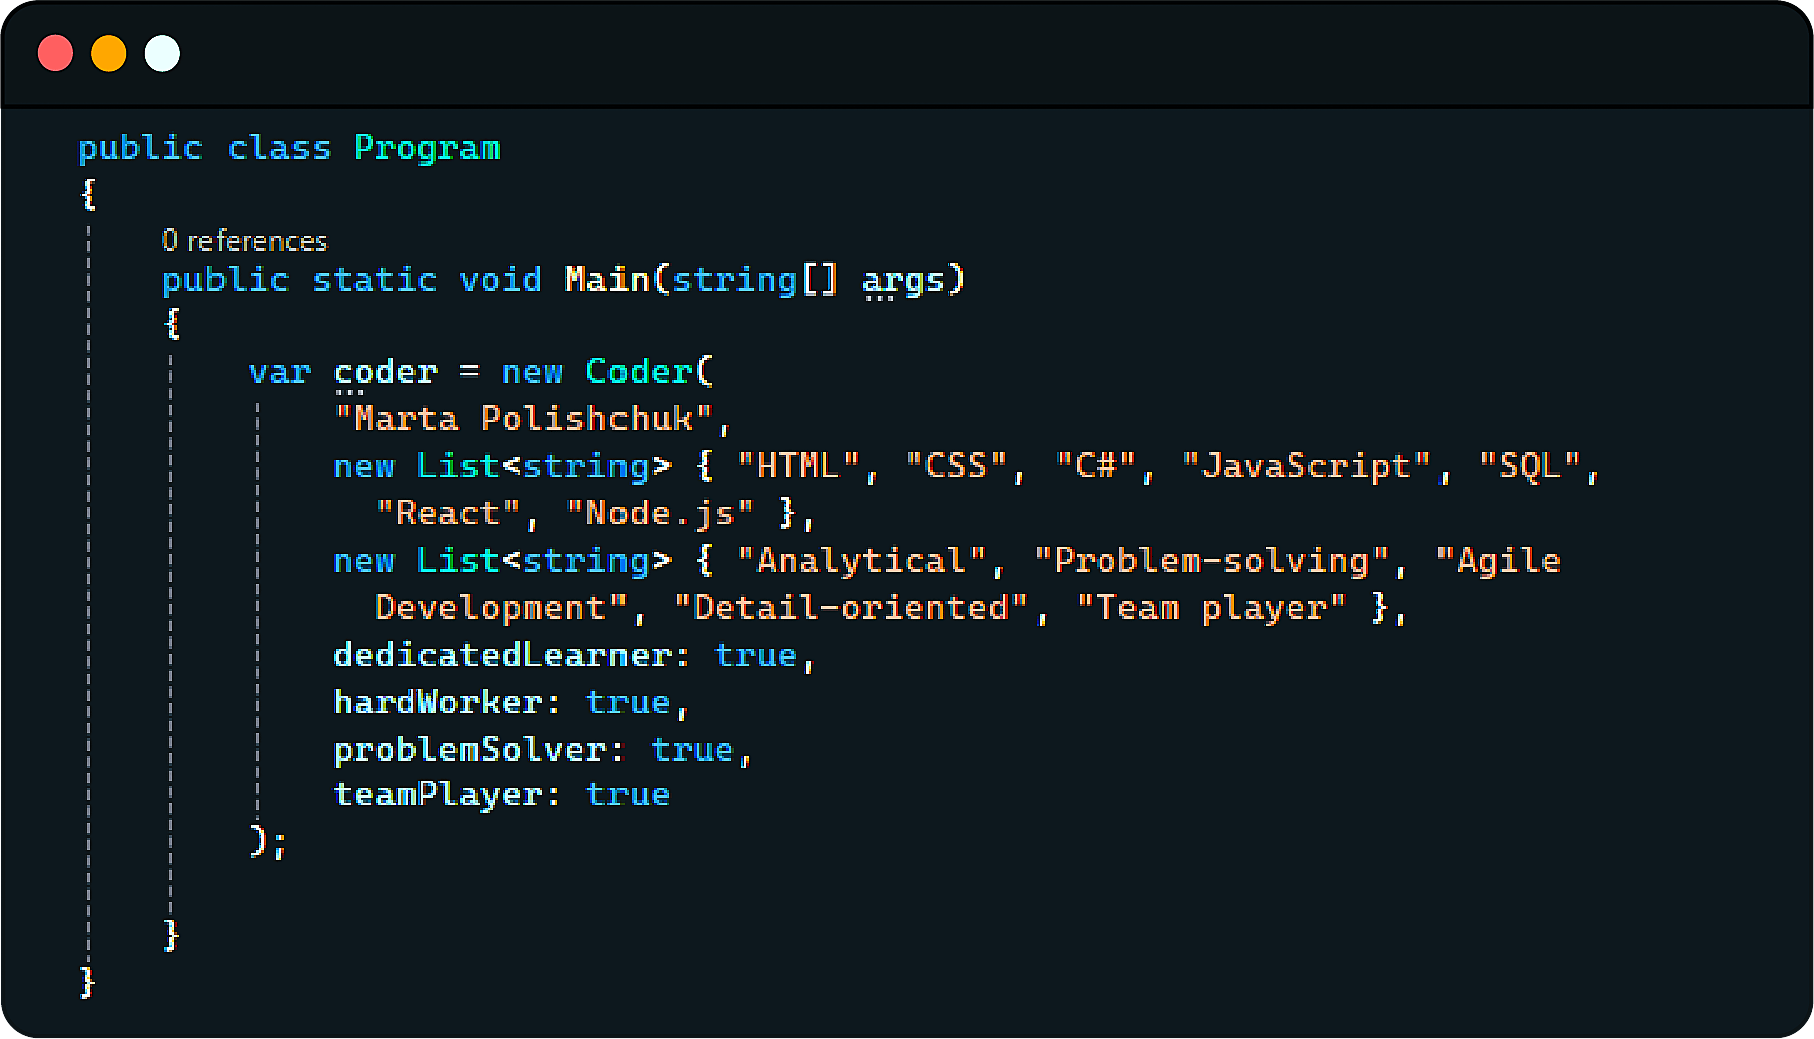 public class Program
{
0 references
public static void Main(string[] args)
{
var coder = new Coder(
"Marta Polishchuk",
new List<string> { "HTML", "CSS", "C#", "JavaScript", "SQL",
"React", "Node.js" },
new List<string> { "Analytical", "Problem-solving", "Agile
Development", "Detail-oriented", "Team player" },
dedicatedLearner: true,
hardWorker: true,
problemSolver: true,
teamPlayer: true
);
}
}